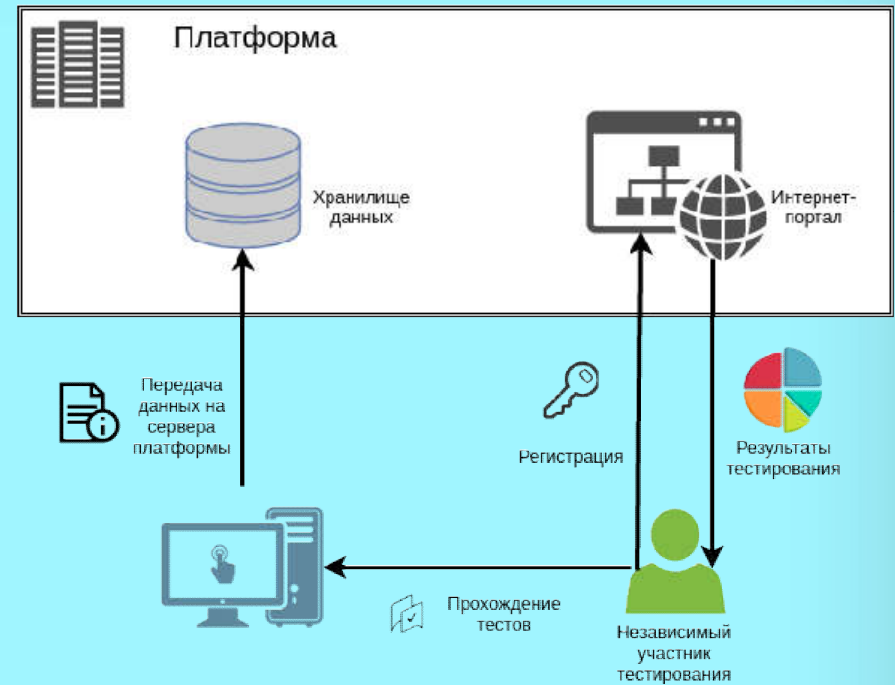 Платформа
Хранилище
данных
Интернет-
портал
Передача
данных на
сервера
платформы
Регистрация
Результаты
тестирования
Прохождение
тестов
Независимый
участник
тестирования